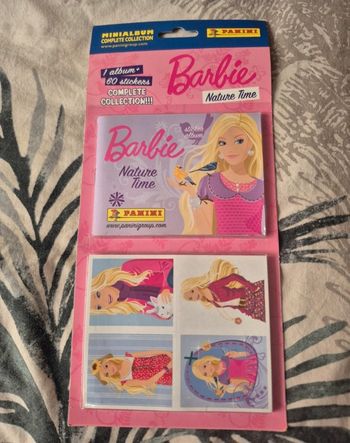 MINIALBUM
COMPLETE COLLECTION
www.paninigroup.com
PANINI
1 album+
60 stickers
COMPLETE
COLLECTION!!!
Barbie
Nature Time
Barbie
sticker
album
Nature
Time
PANINI
www.paninigroup.com